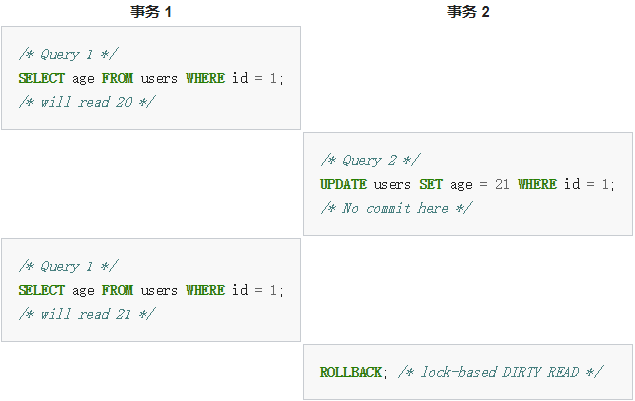 事务 1
事务 2
/* Query 1 */
SELECT age FROM users WHERE id = 1;
/* will read 20 */
/* Query 2 */
UPDATE users SET age = 21 WHERE id = 1;
/* No commit here */
/* Query 1 */
SELECT age FROM users WHERE id = 1;
/* will read 21 */
ROLLBACK; /* lock-based DIRTY READ */